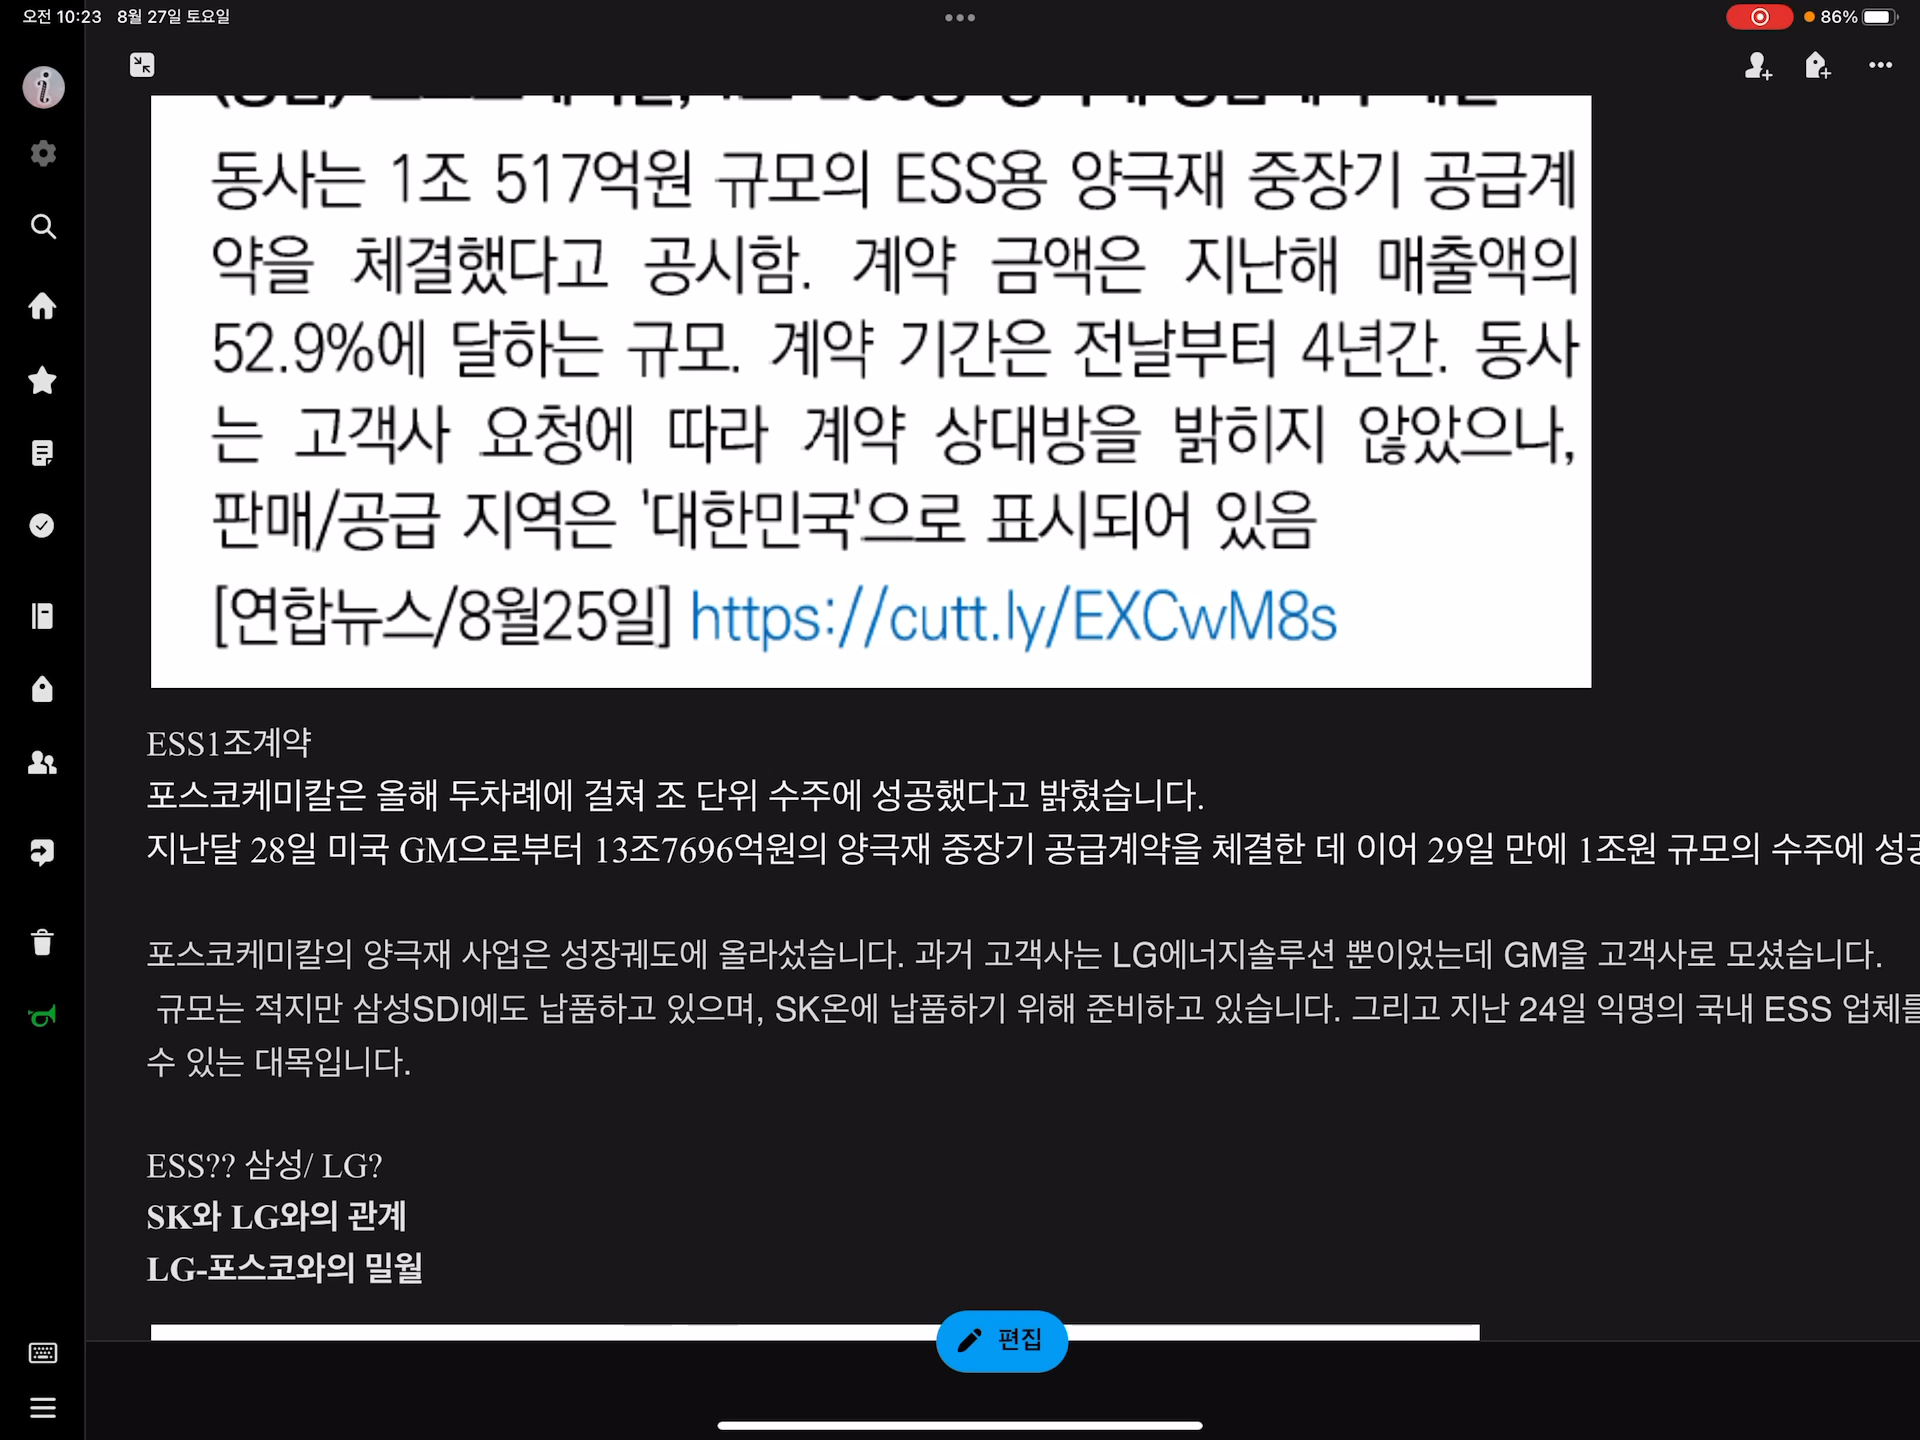 오전 10:23 8월 27일 토요일
86%
동사는 1조 517억원 규모의 ESS용 양극재 중장기 공급계
약을 체결했다고 공시함. 계약 금액은 지난해 매출액의
52.9%에 달하는 규모. 계약 기간은 전날부터 4년간. 동사
는 고객사 요청에 따라 계약 상대방을 밝히지 않았으나,
판매/공급 지역은 '대한민국'으로 표시되어 있음
[연합뉴스/8월25일] https://cutt.ly/EXCwM8s
ESS1조계약
포스코케미칼은 올해 두차례에 걸쳐 조 단위 수주에 성공했다고 밝혔습니다.
지난달 28일 미국 GM으로부터 13조7696억원의 양극재 중장기 공급계약을 체결한 데 이어 29일 만에 1조원 규모의 수주에 성공
포스코케미칼의 양극재 사업은 성장궤도에 올라섰습니다. 과거 고객사는 LG에너지솔루션 뿐이었는데 GM을 고객사로 모셨습니다.
규모는 적지만 삼성SDI에도 납품하고 있으며, SK온에 납품하기 위해 준비하고 있습니다. 그리고 지난 24일 익명의 국내 ESS 업체를
수 있는 대목입니다.
ESS?? 삼성/ LG?
SK와 LG와의 관계
LG-포스코와의 밀월
편집